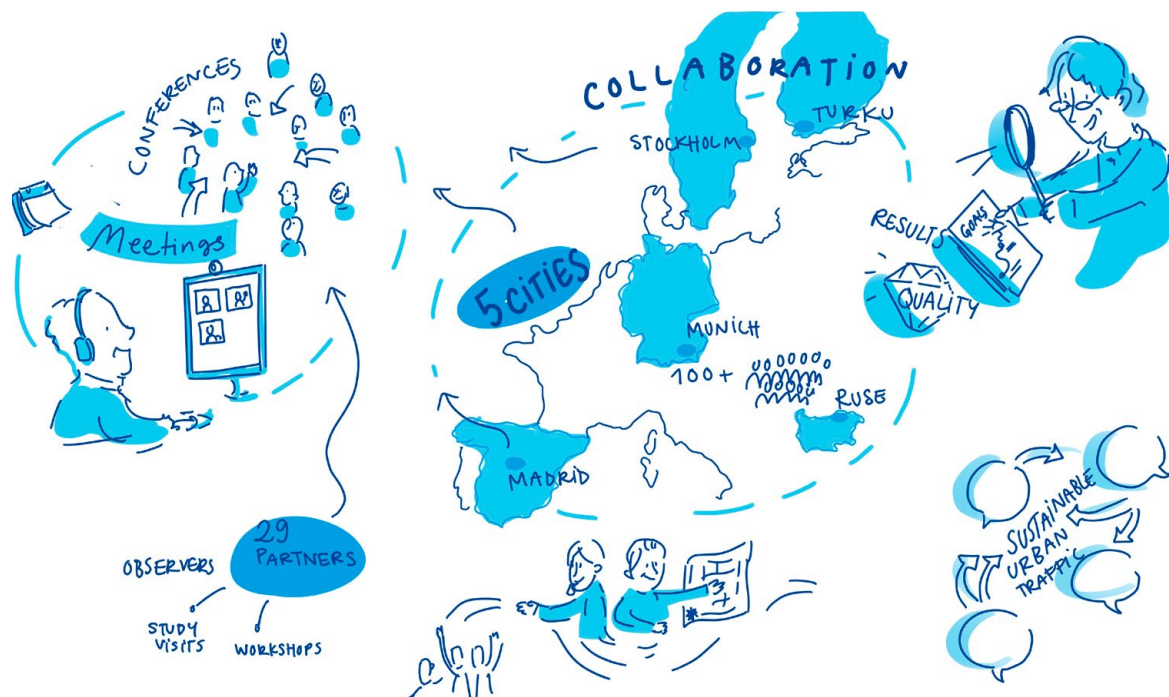 CONFERENCES
Meetings
29
PARTNERS
OBSERVERS
STUDY
VISITS
WORKSHOPS
COLLABORATION
STOCKHOLM
TURKU
5 CITIES
MUNICH
100+
RUSE
MADRID
RESULTS
GOALS
QUALITY
SUSTAINABLE
URBAN
TRAFFIC